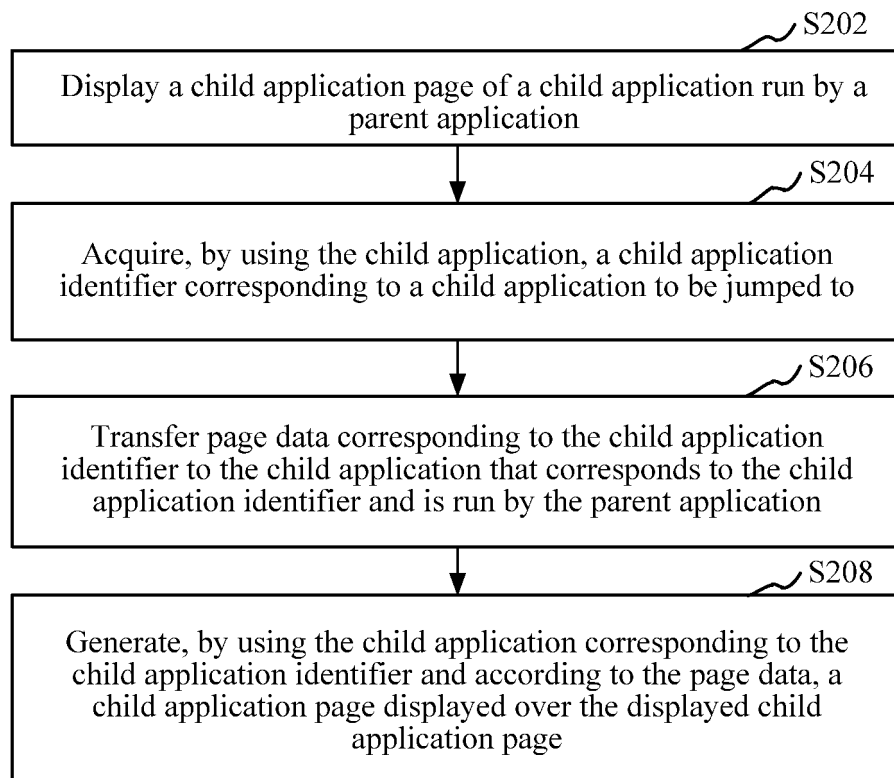 S202
Display a child application page of a child application run by a
parent application
S204
Acquire, by using the child application, a child application
identifier corresponding to a child application to be jumped to
S206
Transfer page data corresponding to the child application
identifier to the child application that corresponds to the child
application identifier and is run by the parent application
S208
Generate, by using the child application corresponding to the
child application identifier and according to the page data, a
child application page displayed over the displayed child
application page